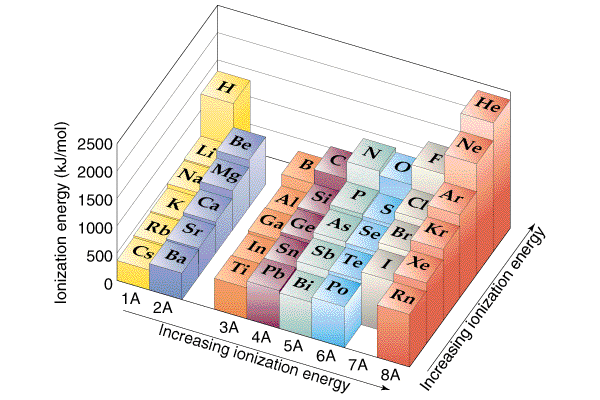 Ionization energy (kJ/mol)
2500
2000
1500
1000
500
0
H
He
Li
Be
B
C
N
O
F
Ne
Na
Mg
Al
Si
P
S
Cl
Ar
K
Ca
Ga
Ge
As
Se
Br
Kr
Rb
Sr
In
Sn
Sb
Te
I
Xe
Cs
Ba
Ti
Pb
Bi
Po
Rn
1A
2A
3A
4A
5A
6A
7A
8A
Increasing ionization energy
Increasing ionization energy